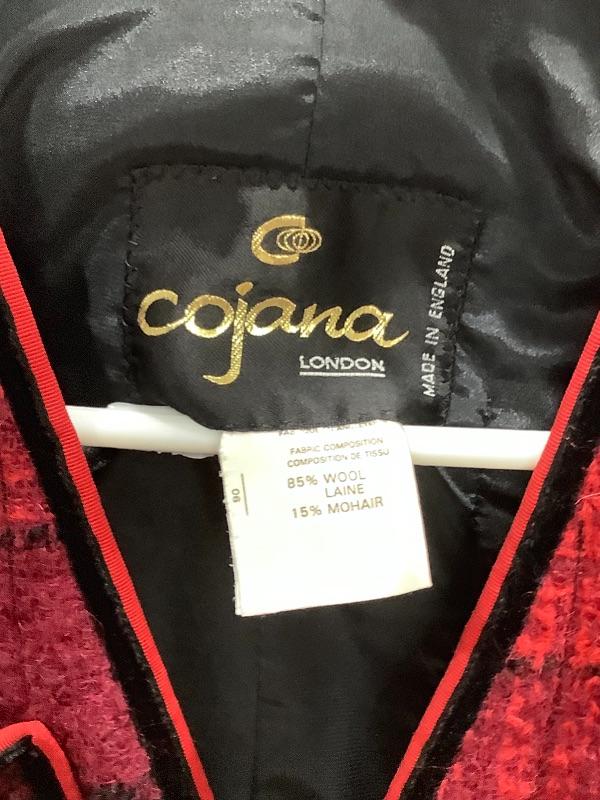 cojana
LONDON
MADE IN ENGLAND
FABRIC COMPOSITION
COMPOSITION DE TISSU
85% WOOL
LAINE
15% MOHAIR